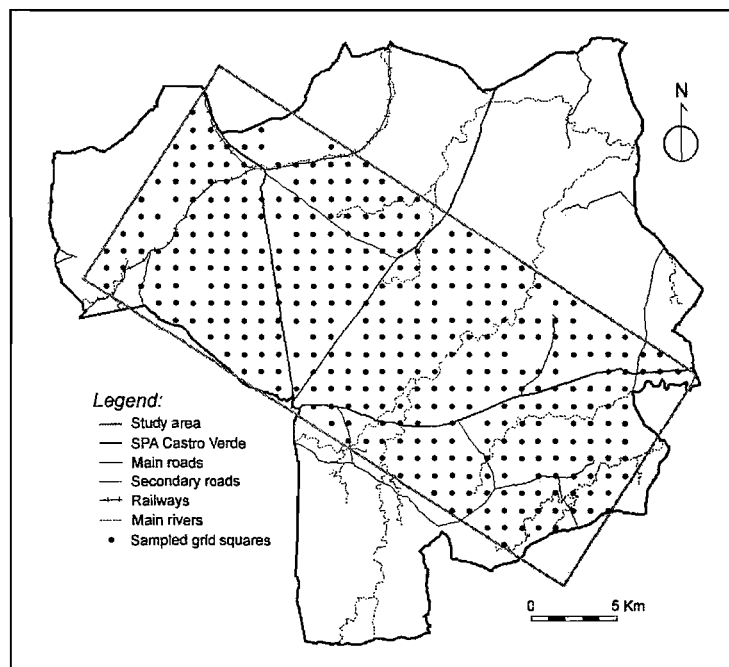 N
Legend:
Study area
SPA Castro Verde
Main roads
Secondary roads
Railways
Main rivers
Sampled grid squares
0 5 Km